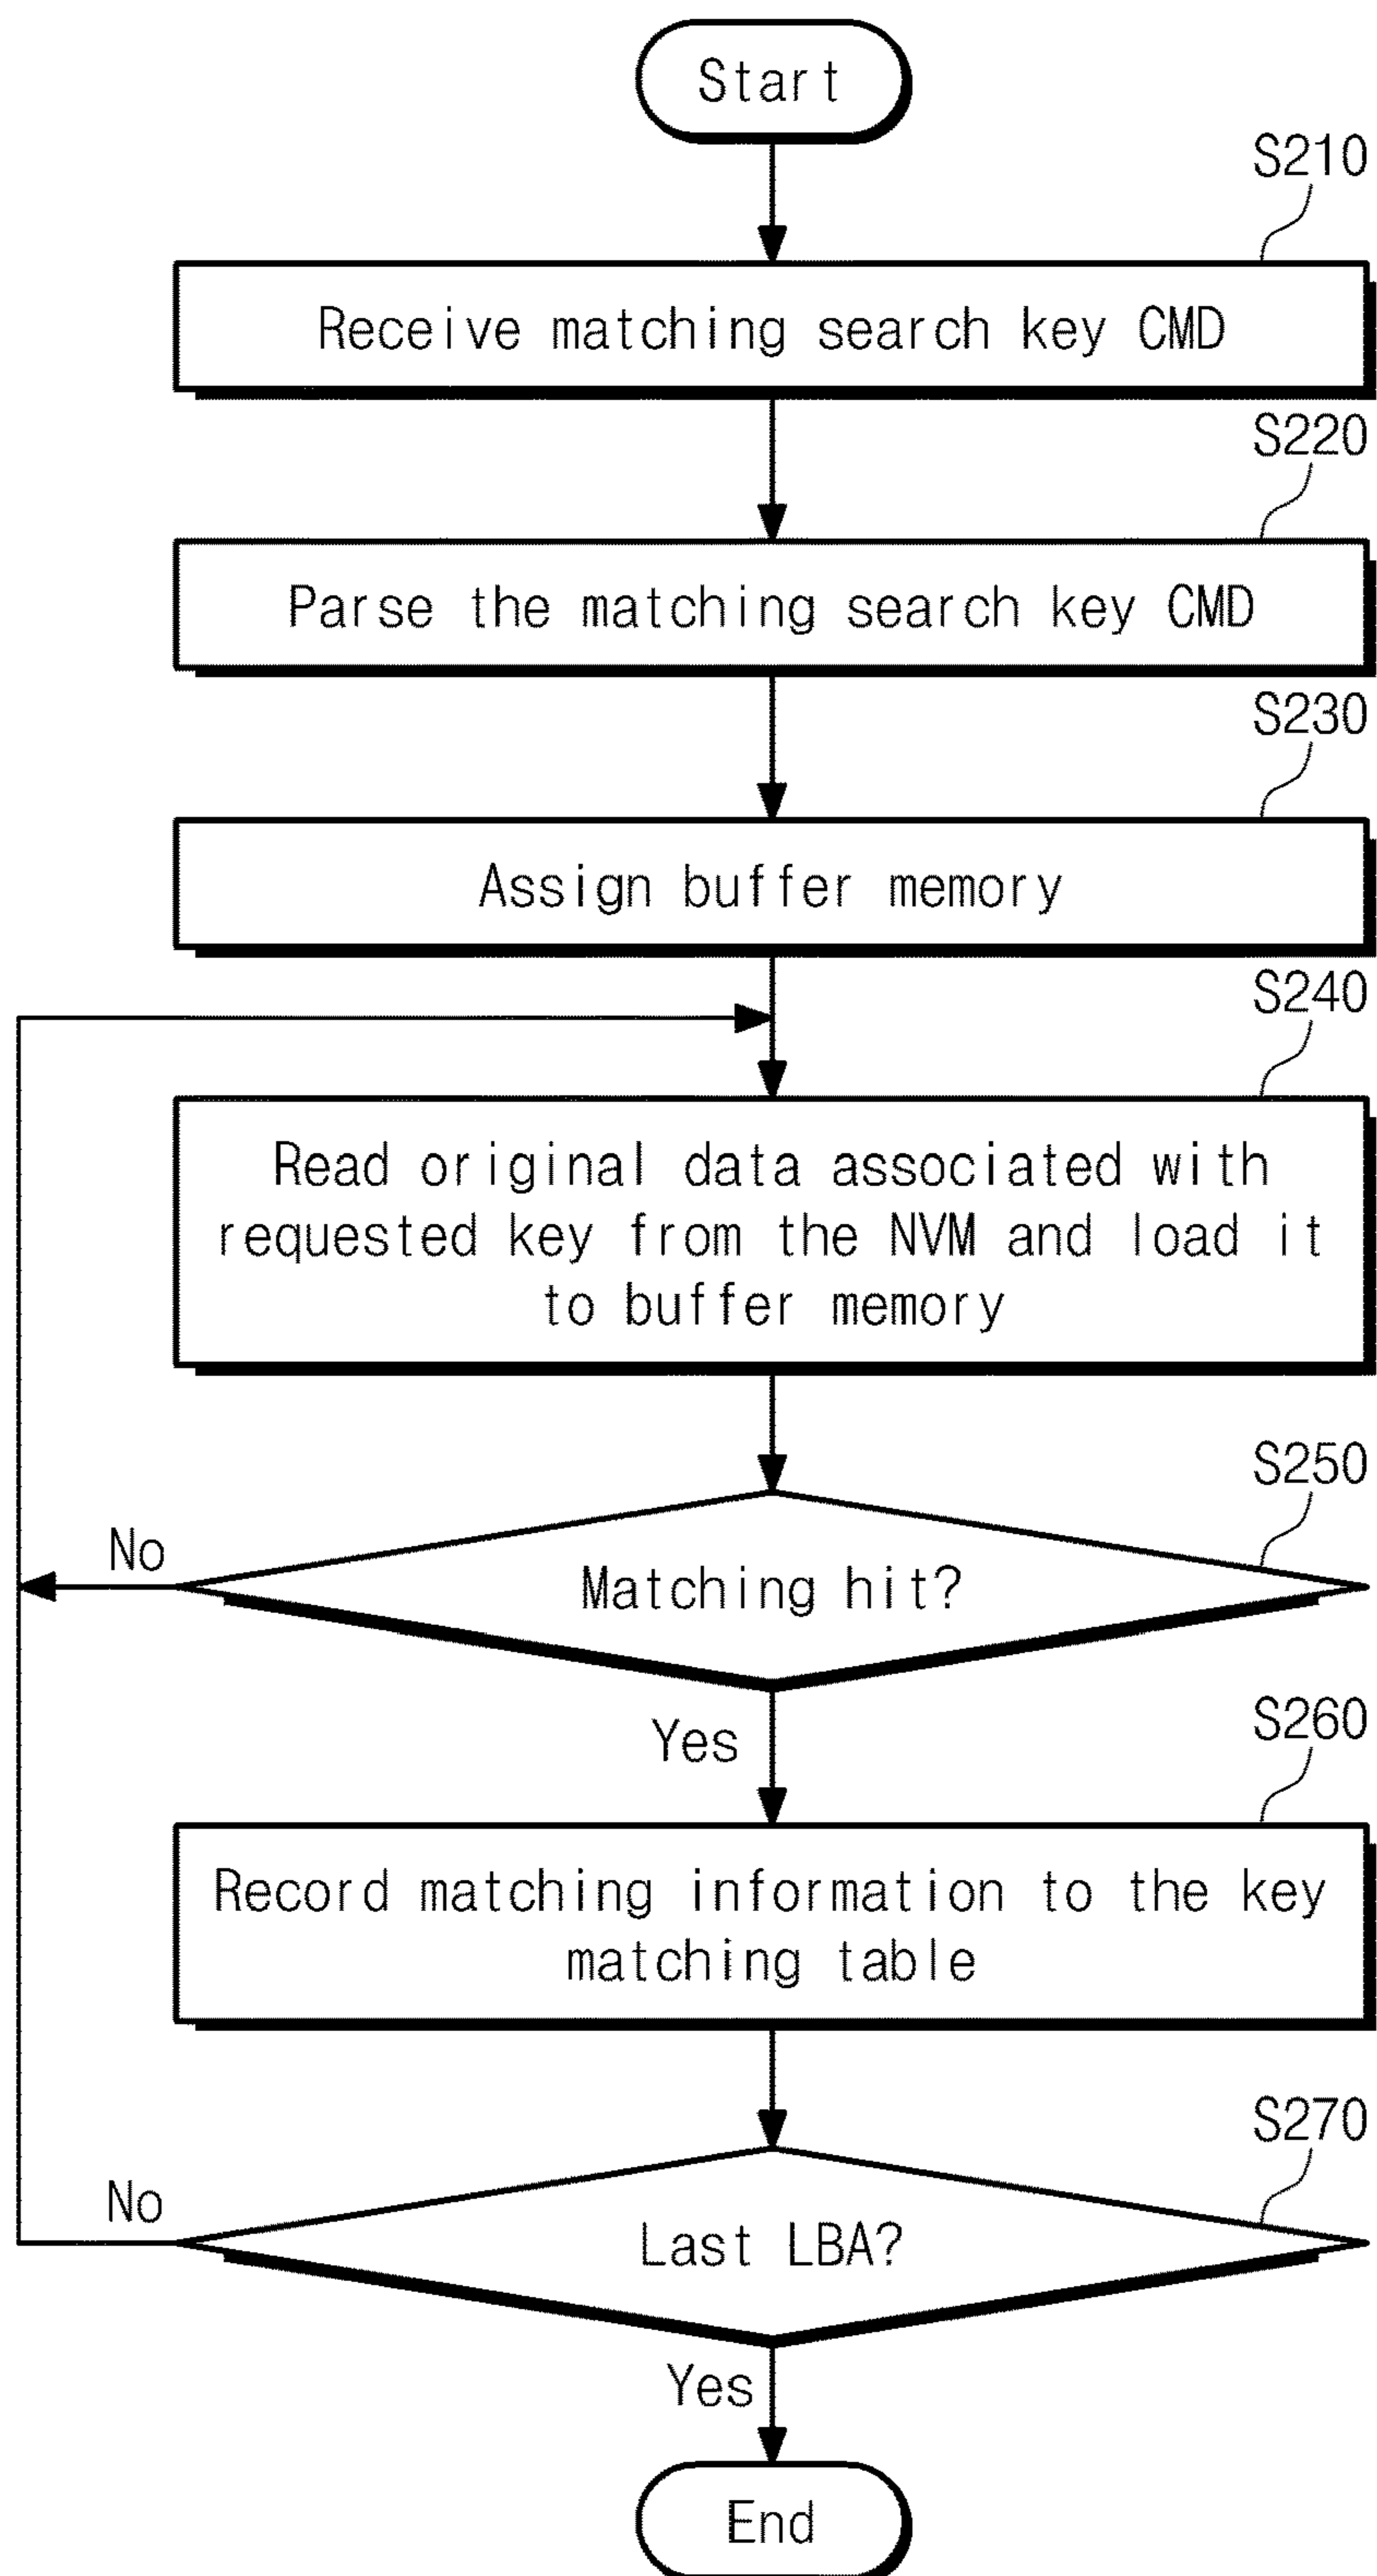 Start
S210
Receive matching search key CMD
S220
Parse the matching search key CMD
S230
Assign buffer memory
S240
Read original data associated with
requested key from the NVM and load it
to buffer memory
S250
No
Matching hit?
Yes
S260
Record matching information to the key
matching table
S270
No
Last LBA?
Yes
End